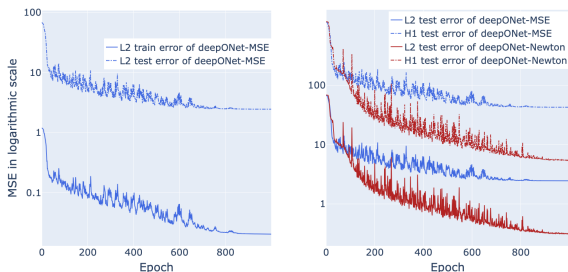 100
10
1
0.1
0
200
400
600
800
Epoch
MSE in logarithmic scale
L2 train error of deepONet-MSE
L2 test error of deepONet-MSE
100
10
1
0
200
400
600
800
Epoch
L2 test error of deepONet-MSE
H1 test error of deepONet-MSE
L2 test error of deepONet-Newton
H1 test error of deepONet-Newton